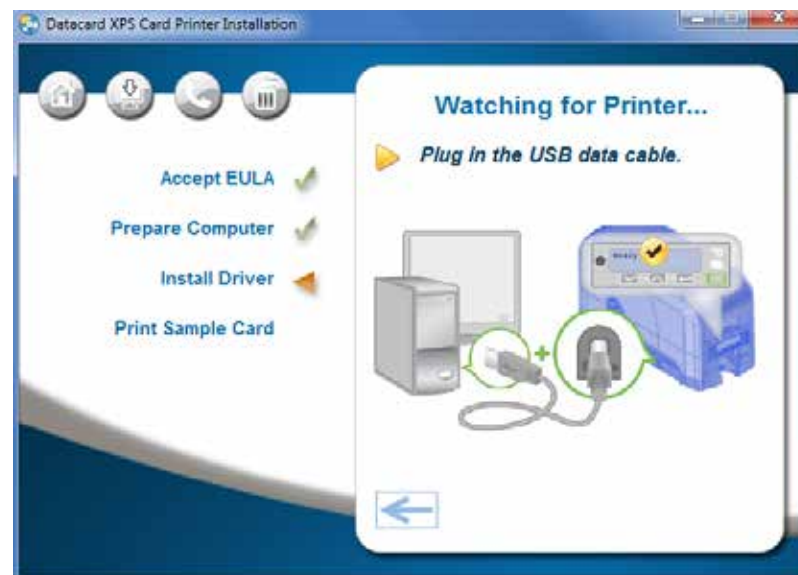 Datacard XPS Card Printer Installation
Watching for Printer...
Plug in the USB data cable.
Accept EULA
Prepare Computer
Install Driver
Print Sample Card
Ready